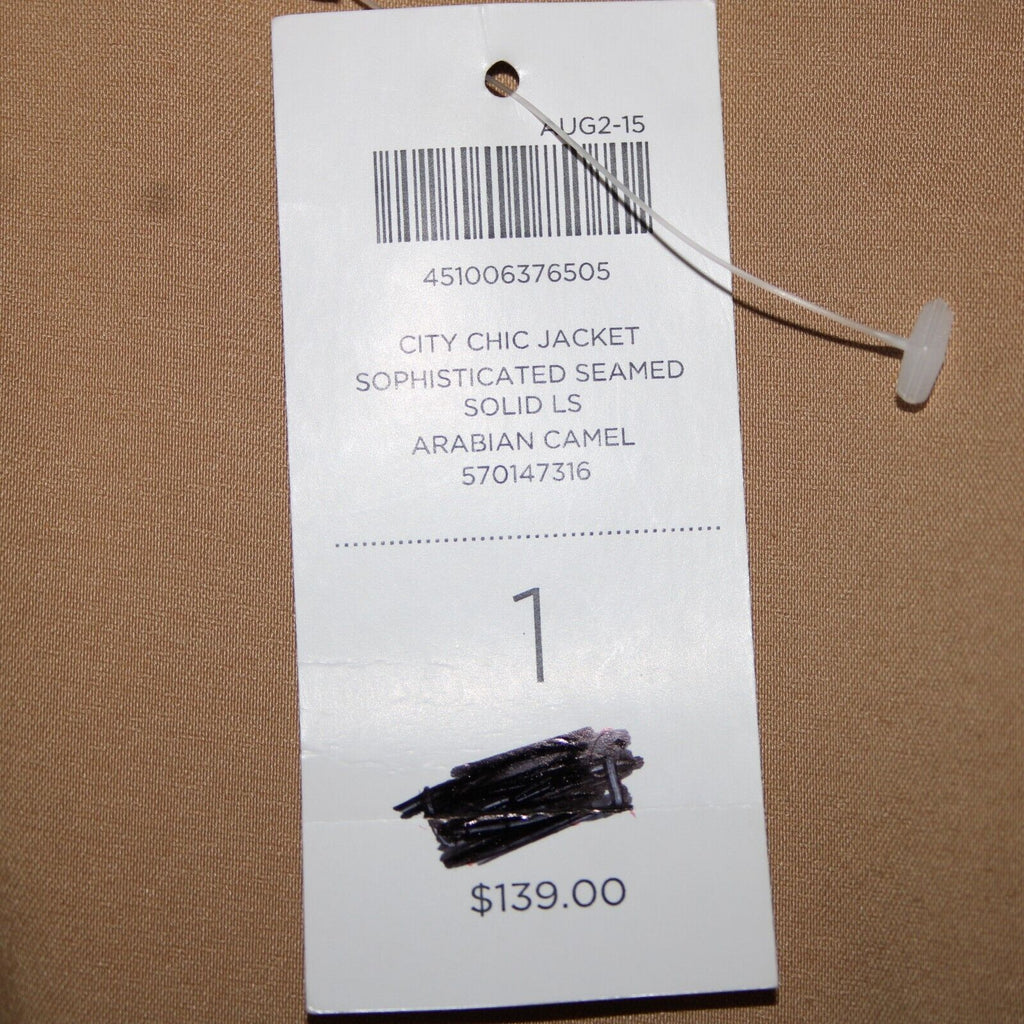 AUG2-15
451006376505
CITY CHIC JACKET
SOPHISTICATED SEAMED
SOLID LS
ARABIAN CAMEL
570147316
1
$139.00